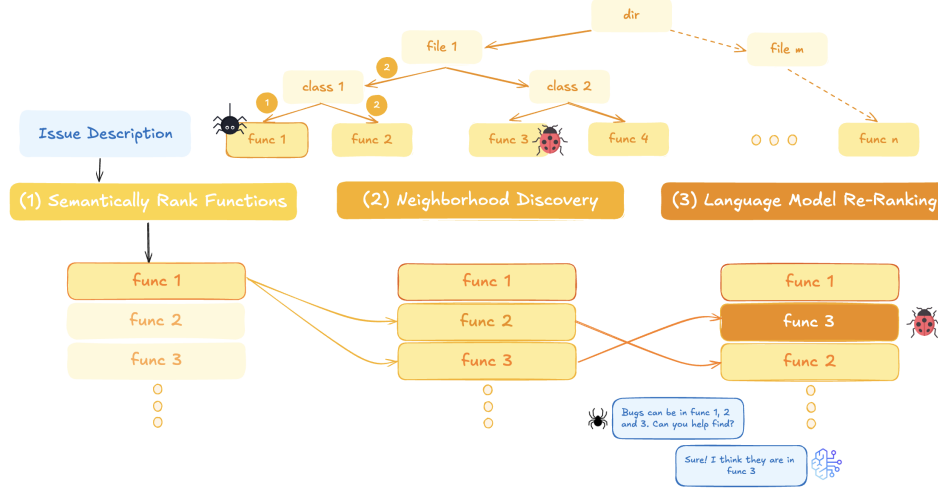 dir
file 1
file m
2
class 1
class 2
1
2
Issue Description
func 1
func 2
func 3
func 4
func n
(1) Semantically Rank Functions
(2) Neighborhood Discovery
(3) Language Model Re-Ranking
func 1
func 2
func 3
func 1
func 2
func 3
func 1
func 3
func 2
Bugs can be in func 1, 2
and 3. Can you help find?
Sure! I think they are in
func 3